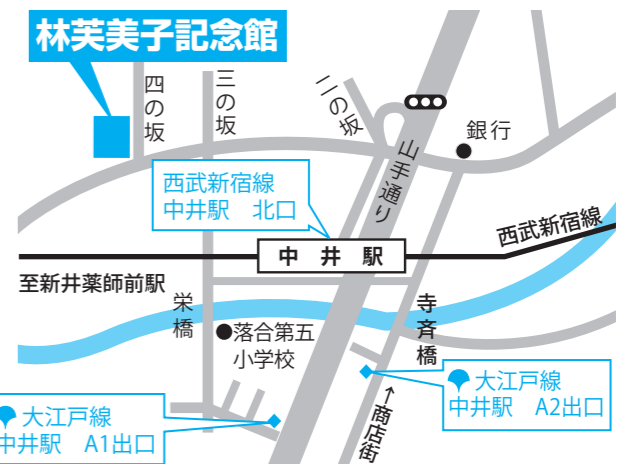 林芙美子記念館
四の坂
三の坂
二の坂
山手通り
銀行
西武新宿線
中井駅 北口
中井駅
西武新宿線
至新井薬師前駅
栄橋
落合第五
小学校
寺斉橋
大江戸線
中井駅 A2出口
大江戸線
中井駅 A1出口
↑商店街